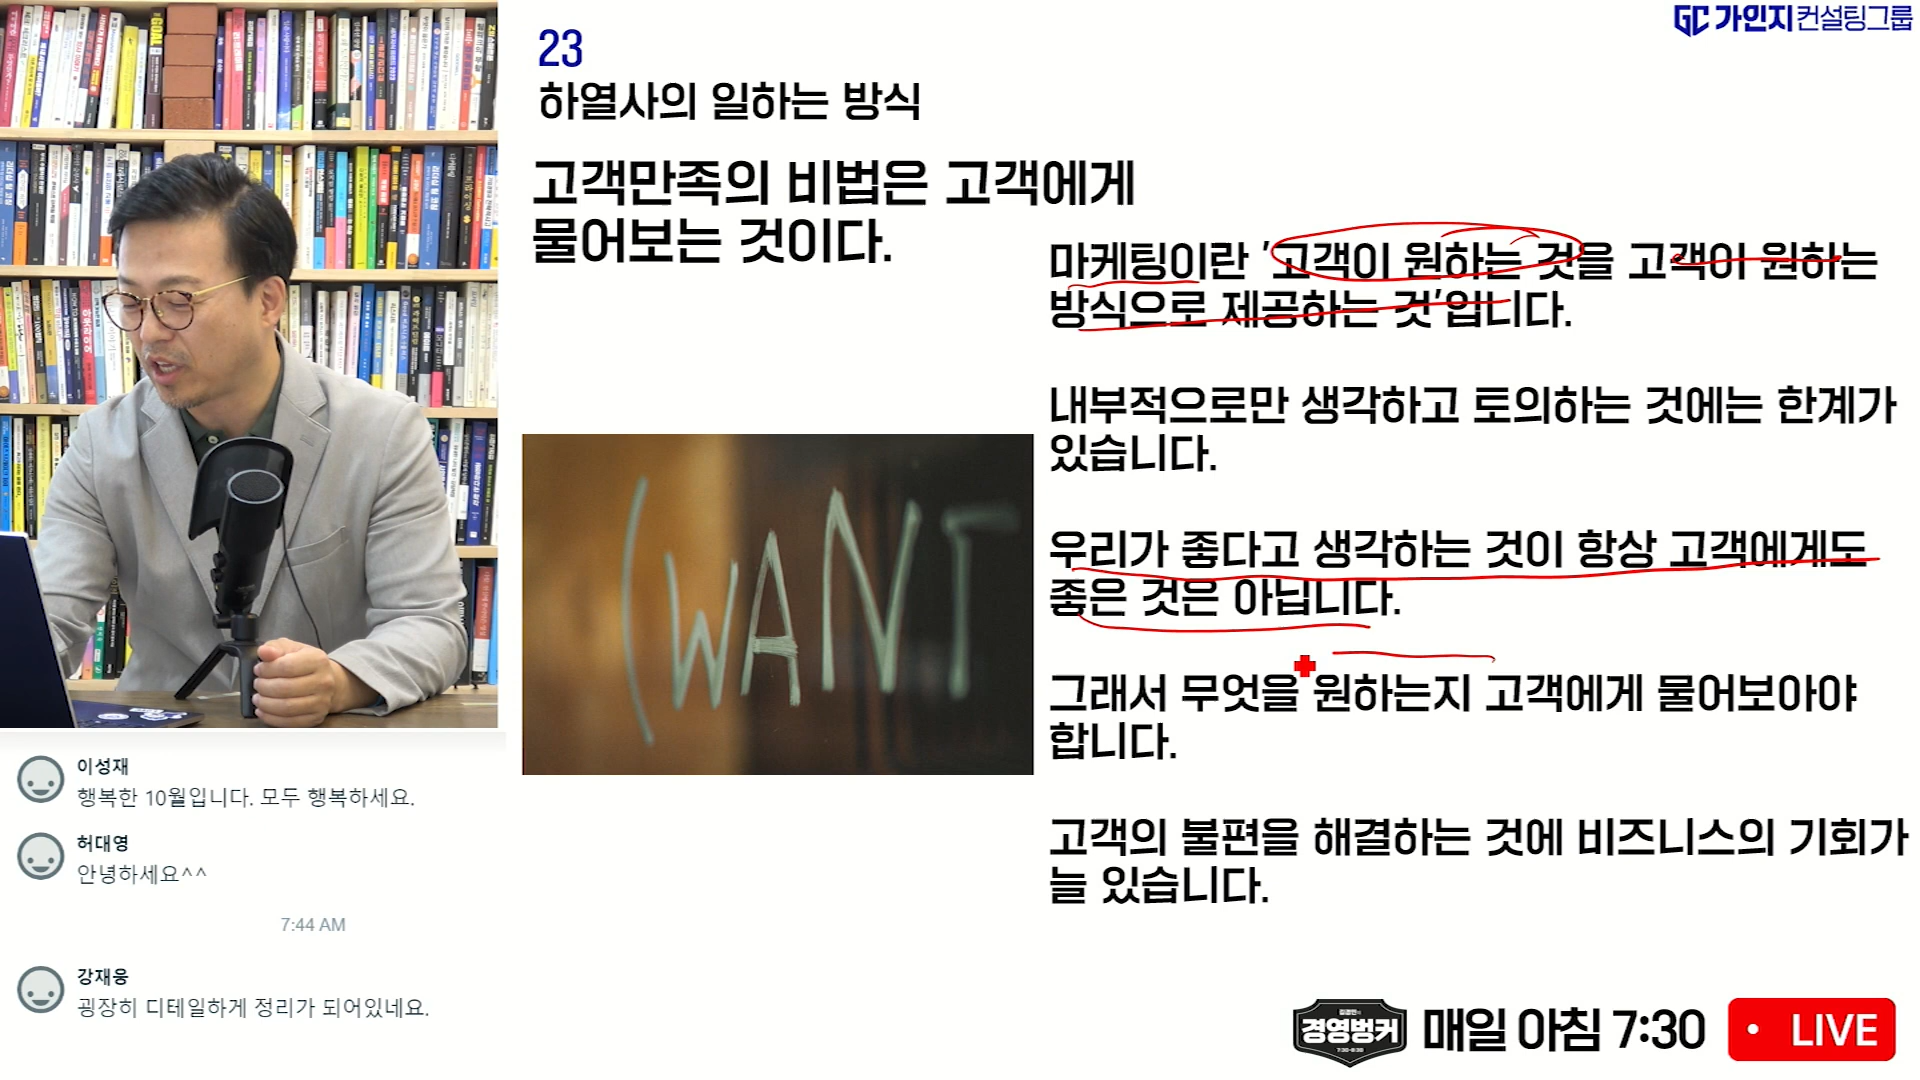 GC 가인지컨설팅그룹
23
하열사의 일하는 방식
고객만족의 비법은 고객에게
물어보는 것이다.
마케팅이란 '고객이 원하는 것을 고객이 원하는
방식으로 제공하는 것'입니다.
내부적으로만 생각하고 토의하는 것에는 한계가
있습니다.
우리가 좋다고 생각하는 것이 항상 고객에게도
좋은 것은 아닙니다.
그래서 무엇을 원하는지 고객에게 물어보아야
합니다.
고객의 불편을 해결하는 것에 비즈니스의 기회가
늘 있습니다.
WANT
GOAL
이성재
행복한 10월입니다. 모두 행복하세요.
허대영
안녕하세요^^
7:44 AM
강재웅
굉장히 디테일하게 정리가 되어있네요.
경영벙커
매일 아침 7:30
LIVE